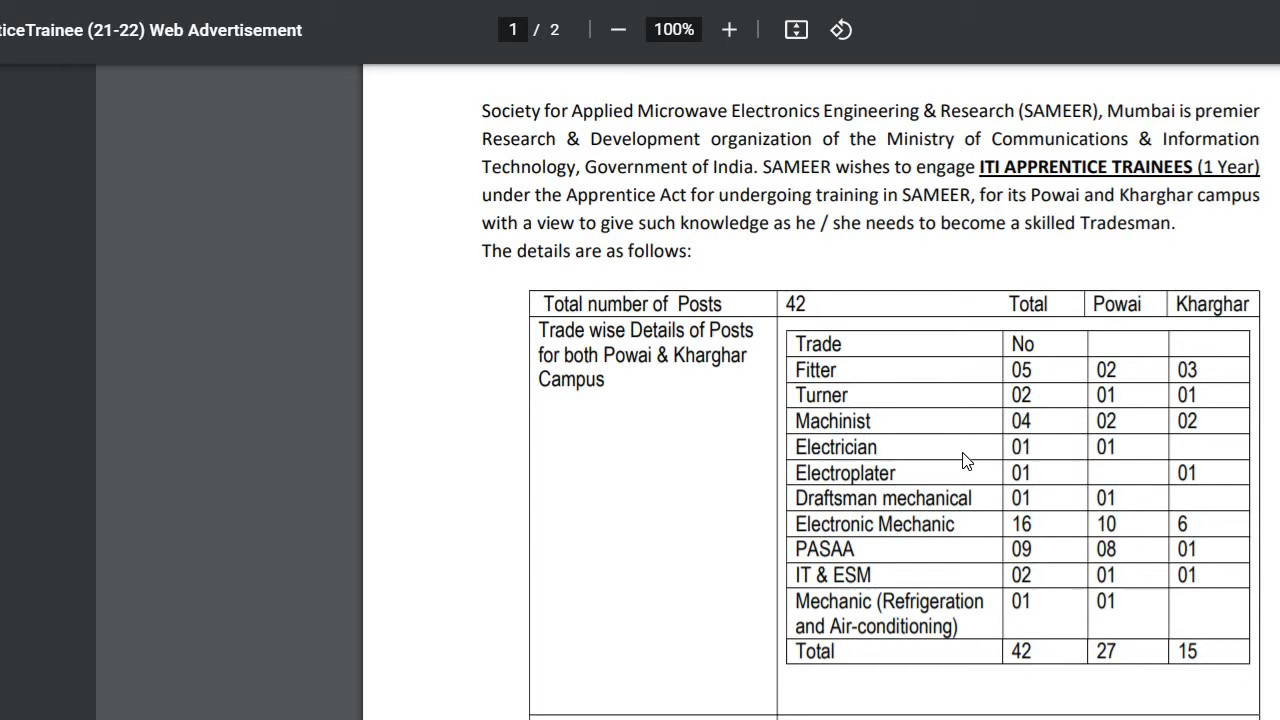 iceTrainee (21-22) Web Advertisement
1 / 2
100%
Society for Applied Microwave Electronics Engineering & Research (SAMEER), Mumbai is premier
Research & Development organization of the Ministry of Communications & Information
Technology, Government of India. SAMEER wishes to engage ITI APPRENTICE TRAINEES (1 Year)
under the Apprentice Act for undergoing training in SAMEER, for its Powai and Kharghar campus
with a view to give such knowledge as he / she needs to become a skilled Tradesman.
The details are as follows:
Total number of Posts 42 Total Powai Kharghar
Trade wise Details of Posts
for both Powai & Kharghar
Campus
Trade No
Fitter 05 02 03
Turner 02 01 01
Machinist 04 02 02
Electrician 01 01
Electroplater 01 01
Draftsman mechanical 01 01
Electronic Mechanic 16 10 6
PASAA 09 08 01
IT & ESM 02 01 01
Mechanic (Refrigeration 01 01
and Air-conditioning)
Total 42 27 15